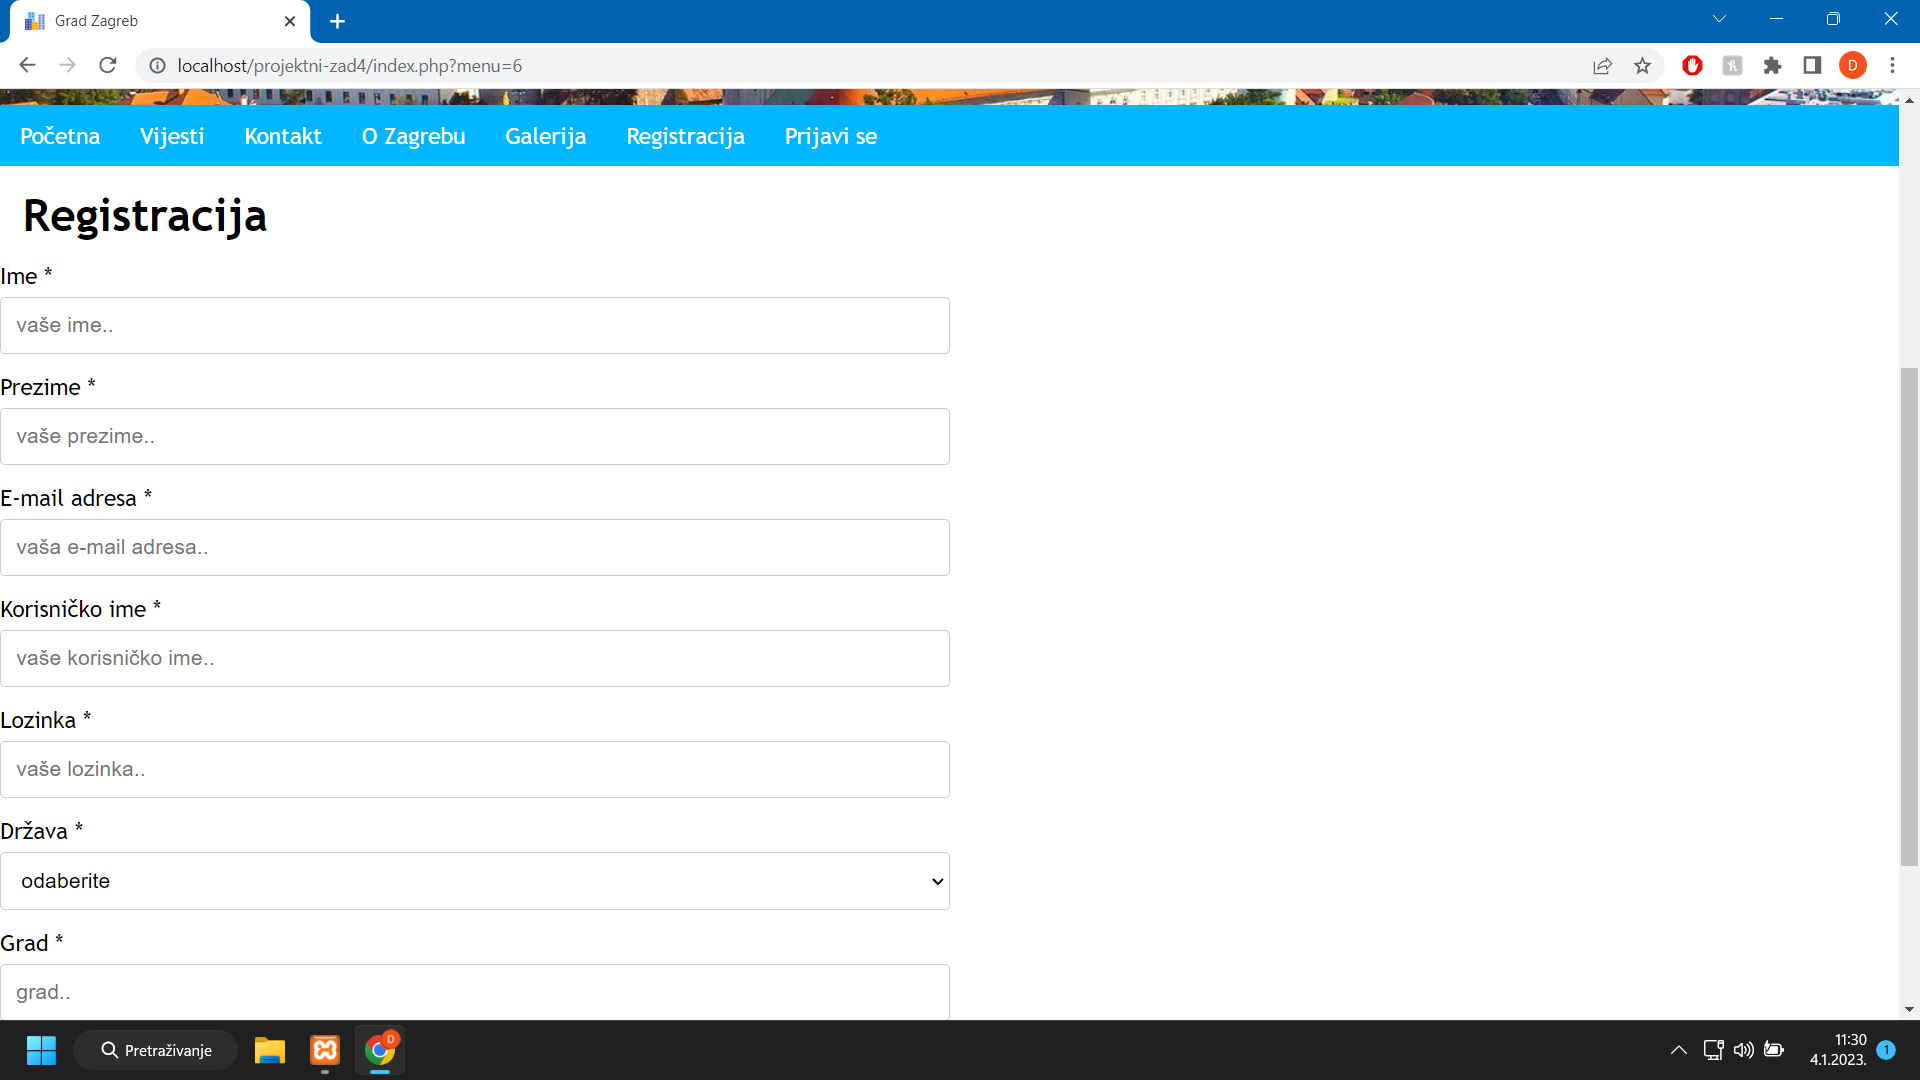 Grad Zagreb
localhost/projektni-zad4/index.php?menu=6
D
Početna Vijesti Kontakt O Zagrebu Galerija Registracija Prijavi se
Registracija
Ime *
vaše ime..
Prezime *
vaše prezime..
E-mail adresa *
vaša e-mail adresa..
Korisničko ime *
vaše korisničko ime..
Lozinka *
vaše lozinka..
Država *
odaberite
Grad *
grad..
Pretraživanje
D
11:30
4.1.2023.
1